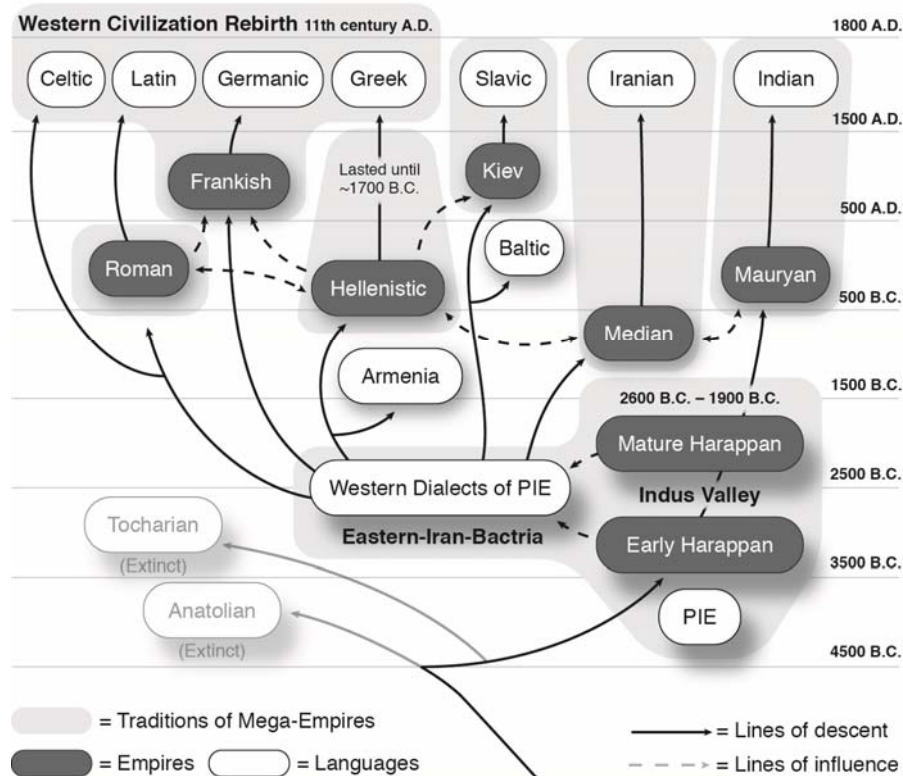 Western Civilization Rebirth 11th century A.D.
1800 A.D.
Celtic
Latin
Germanic
Greek
Slavic
Iranian
Indian
1500 A.D.
Frankish
Lasted until
~1700 B.C.
Kiev
500 A.D.
Roman
Hellenistic
Baltic
Mauryan
500 B.C.
Median
Armenia
1500 B.C.
2600 B.C. – 1900 B.C.
Mature Harappan
Western Dialects of PIE
2500 B.C.
Indus Valley
Eastern-Iran-Bactria
Early Harappan
Tocharian
(Extinct)
3500 B.C.
Anatolian
(Extinct)
PIE
4500 B.C.
= Traditions of Mega-Empires
= Lines of descent
= Empires
= Languages
= Lines of influence